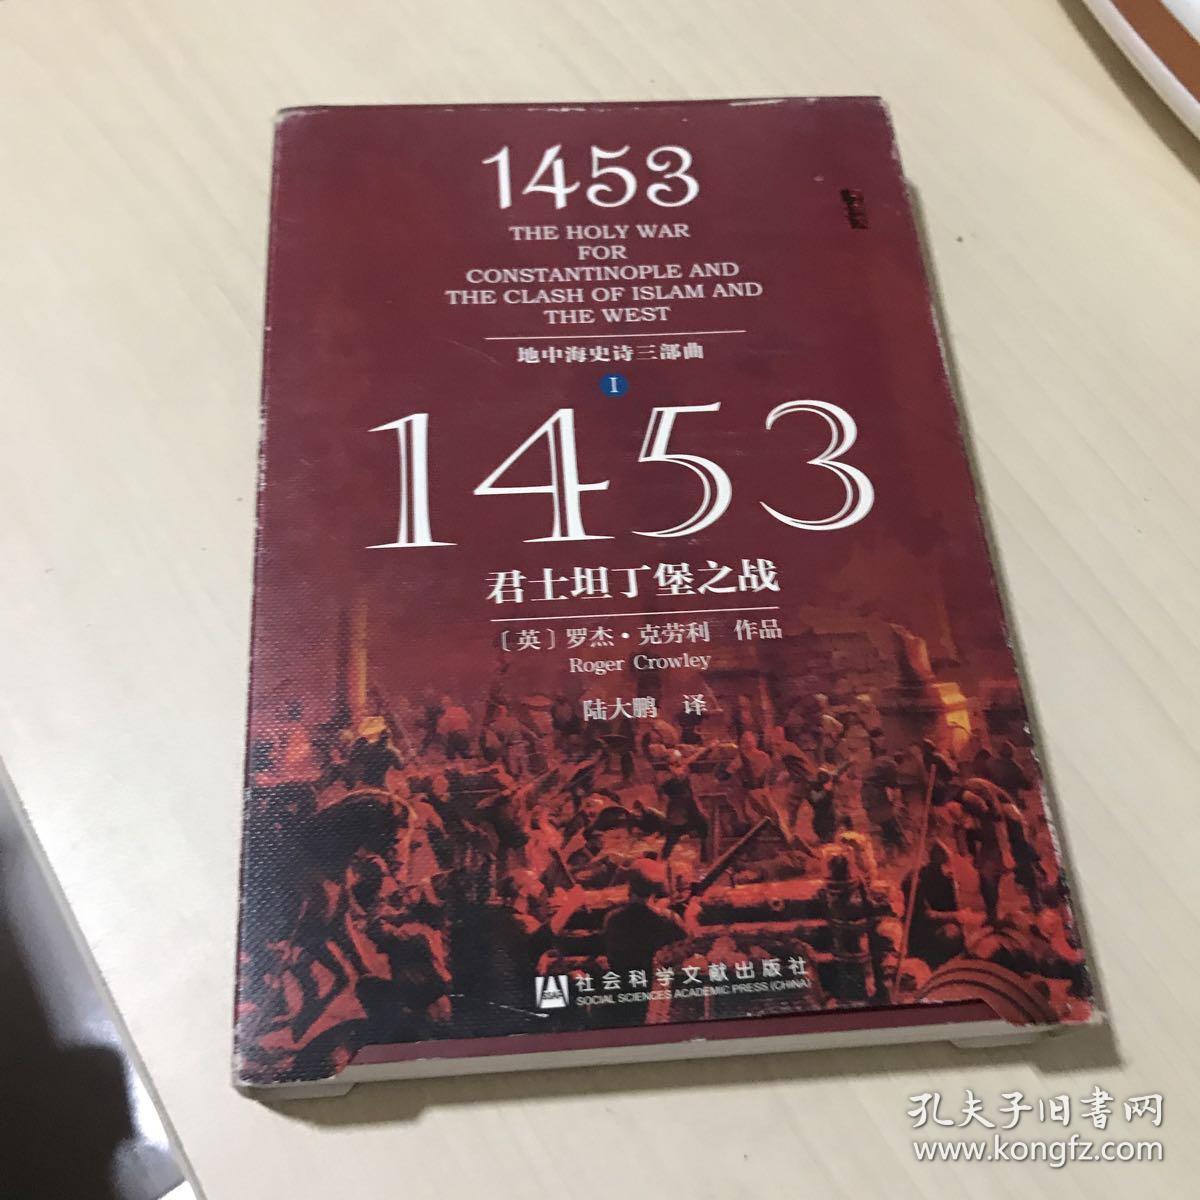 1453
THE HOLY WAR
FOR
CONSTANTINOPLE AND
THE CLASH OF ISLAM AND
THE WEST
地中海史诗三部曲
I
1453
君士坦丁堡之战
〔英〕罗杰·克劳利 作品
Roger Crowley
陆大鹏 译
社会科学文献出版社
SOCIAL SCIENCES ACADEMIC PRESS (CHINA)
孔夫子旧书网
www.kongfz.com